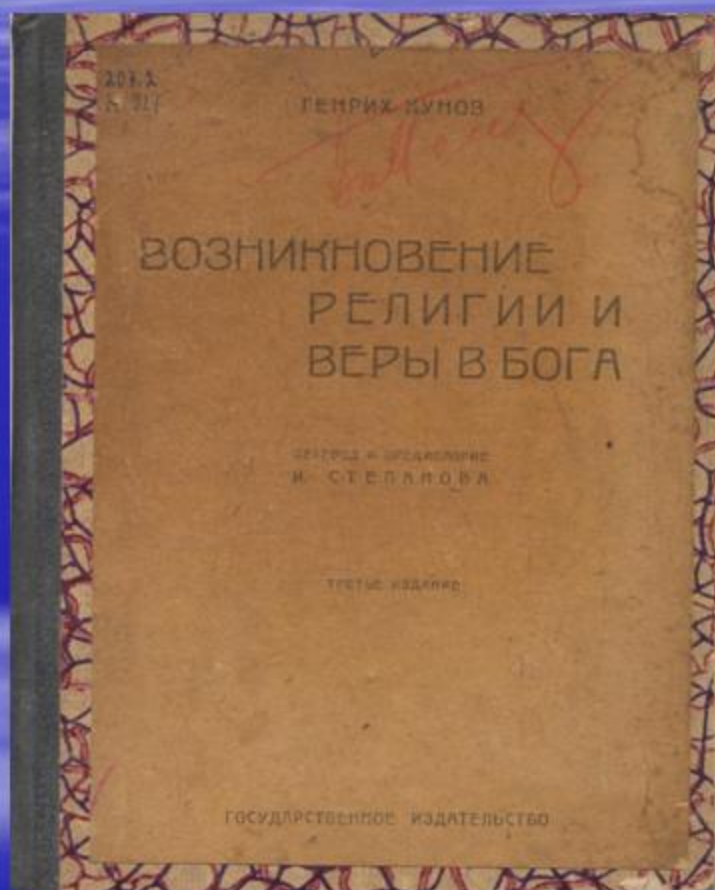 ГЕНРИХ КУНОВ
ВОЗНИКНОВЕНИЕ
РЕЛИГИИ И
ВЕРЫ В БОГА
ПЕРЕВОД И ПРЕДИСЛОВИЕ
И. СТЕПАНОВА
ТРЕТЬЕ ИЗДАНИЕ
ГОСУДАРСТВЕННОЕ ИЗДАТЕЛЬСТВО